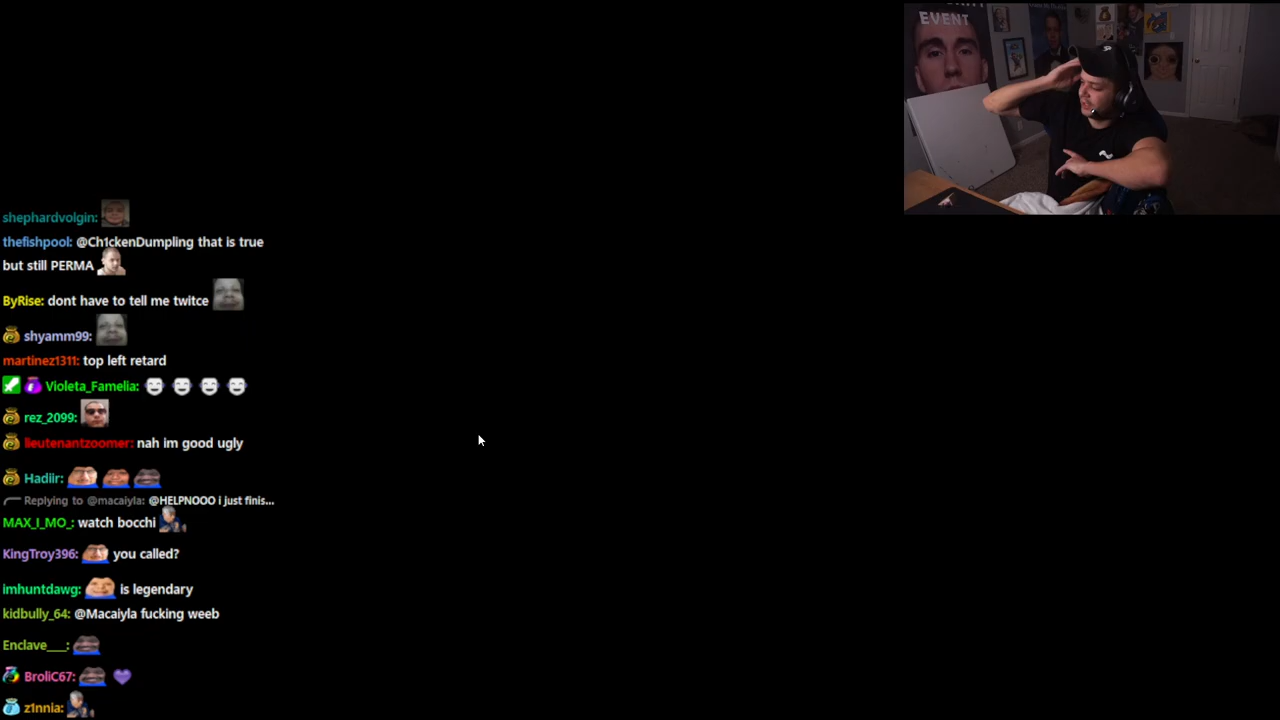 EVENT
shephardvolgin:
thefishpool: @Ch1ckenDumpling that is true
but still PERMA
ByRise: dont have to tell me twitce
shyamm99:
martinez1311: top left retard
Violeta_Famelia:
rez_2099:
lieutenantzoomer: nah im good ugly
Hadiir:
Replying to @macaiyla: @HELPNOOO i just finis...
MAX_I_MO_: watch bocchi
KingTroy396: you called?
imhuntdawg: is legendary
kidbully_64: @Macaiyla fucking weeb
Enclave___:
BroliC67:
z1nnia: